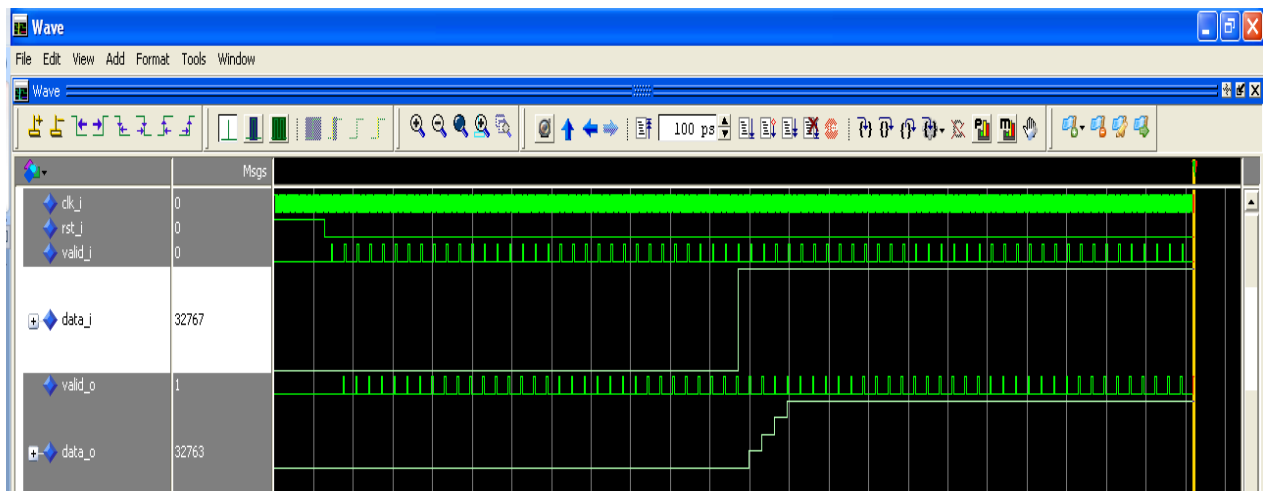 Wave
File Edit View Add Format Tools Window
Wave
100 ps
Msgs
clk_i 0
rst_i 0
valid_i 0
data_i 32767
valid_o 1
data_o 32763